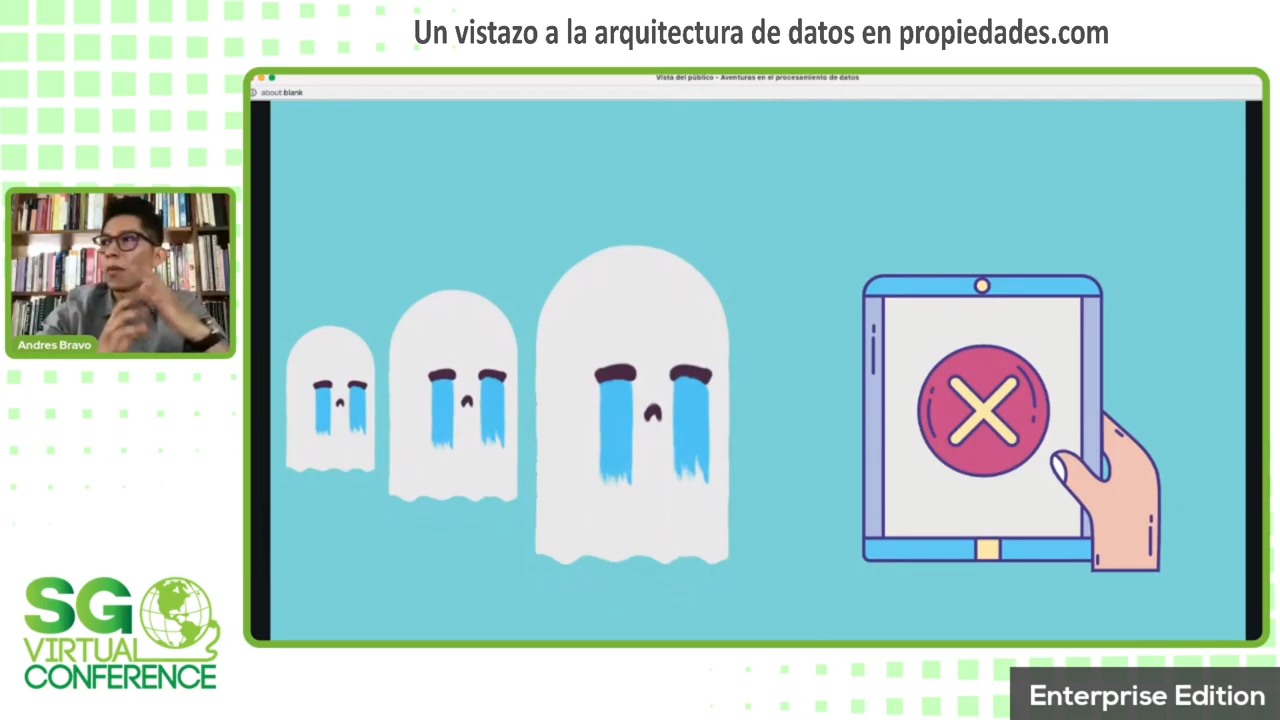 Un vistazo a la arquitectura de datos en propiedades.com
Vista del público - Aventuras en el procesamiento de datos
about:blank
Andres Bravo
SG
VIRTUAL
CONFERENCE
Enterprise Edition